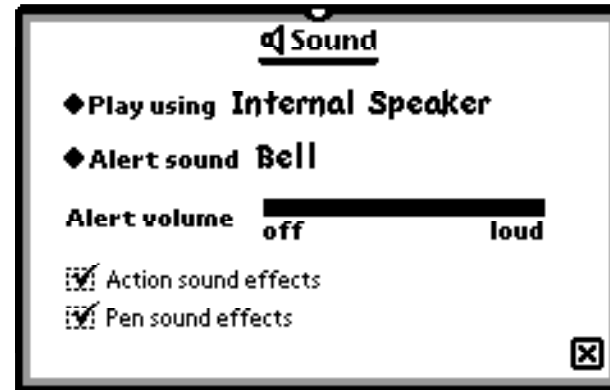 Sound
Play using Internal Speaker
Alert sound Bell
Alert volume
off loud
Action sound effects
Pen sound effects